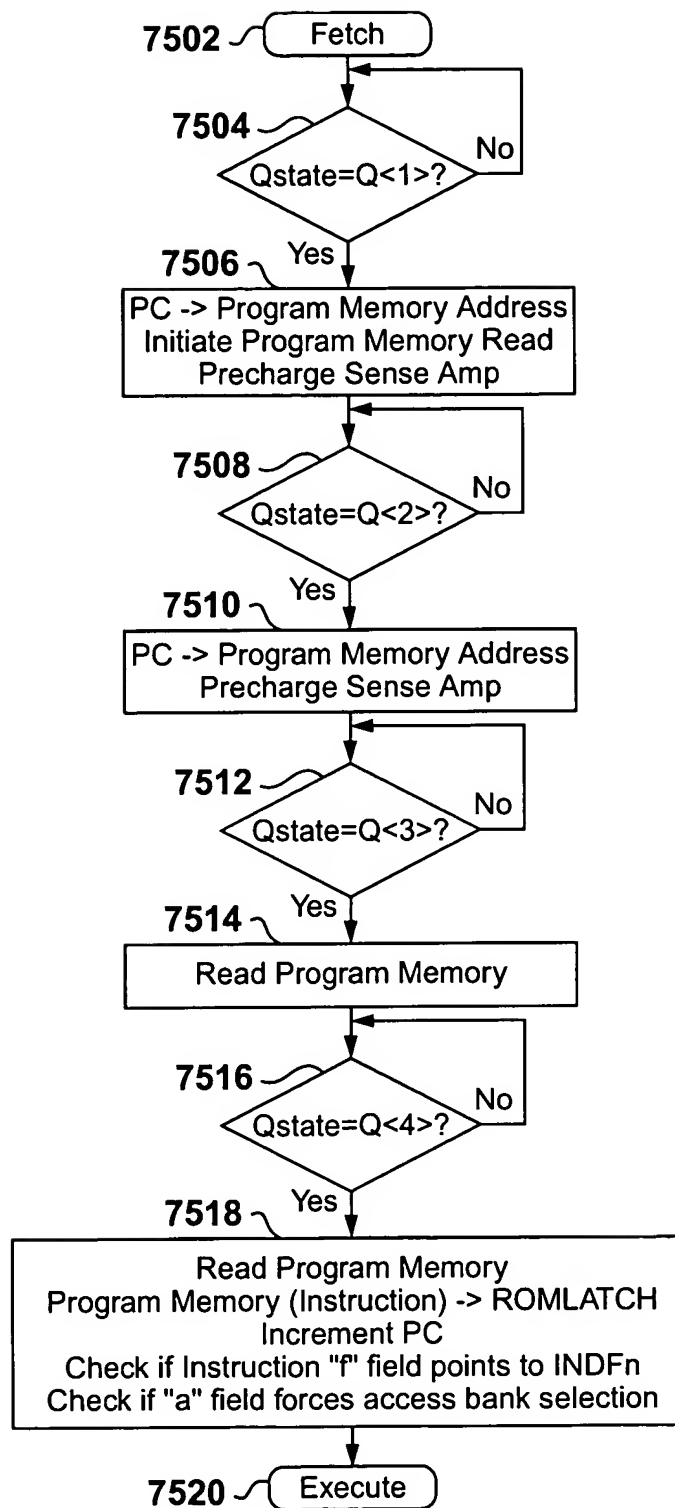 7502
Fetch
7504
Qstate=Q<1>?
No
Yes
7506
PC -> Program Memory Address
Initiate Program Memory Read
Precharge Sense Amp
7508
Qstate=Q<2>?
No
Yes
7510
PC -> Program Memory Address
Precharge Sense Amp
7512
Qstate=Q<3>?
No
Yes
7514
Read Program Memory
7516
Qstate=Q<4>?
No
Yes
7518
Read Program Memory
Program Memory (Instruction) -> ROMLATCH
Increment PC
Check if Instruction "f" field points to INDFn
Check if "a" field forces access bank selection
7520
Execute